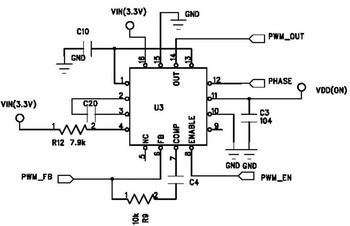 VIN(3.3V)
GND
C10
PWM_OUT
GND
16
15
14
13
OUT
1
12
PHASE
VIN(3.3V)
2
11
VDD(ON)
C20
U3
3
10
C3
104
1
2
4
9
R12 7.9k
NC
FB
COMP
ENABLE
GND
GND
5
6
7
8
PWM_FB
C4
PWM_EN
1
2
10k
R9